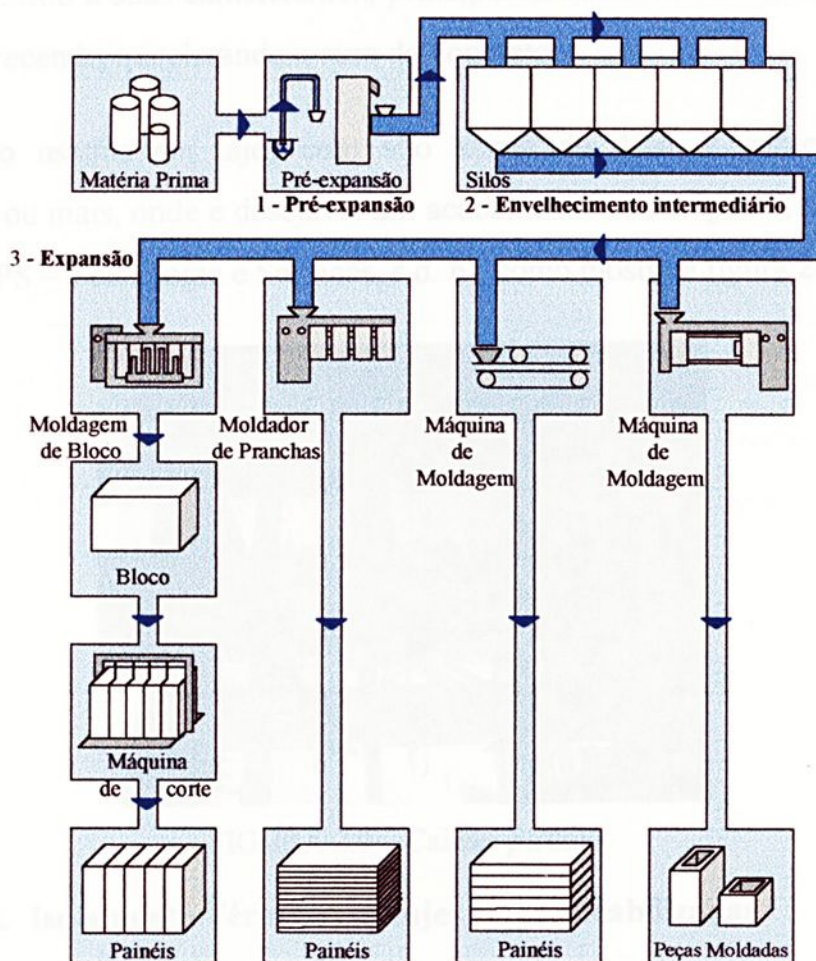 Matéria Prima
Pré-expansão
1 - Pré-expansão
Silos
2 - Envelhecimento intermediário
3 - Expansão
Moldagem
de Bloco
Moldador
de Pranchas
Máquina
de
Moldagem
Máquina
de
Moldagem
Bloco
Máquina
de corte
Painéis
Painéis
Painéis
Peças Moldadas